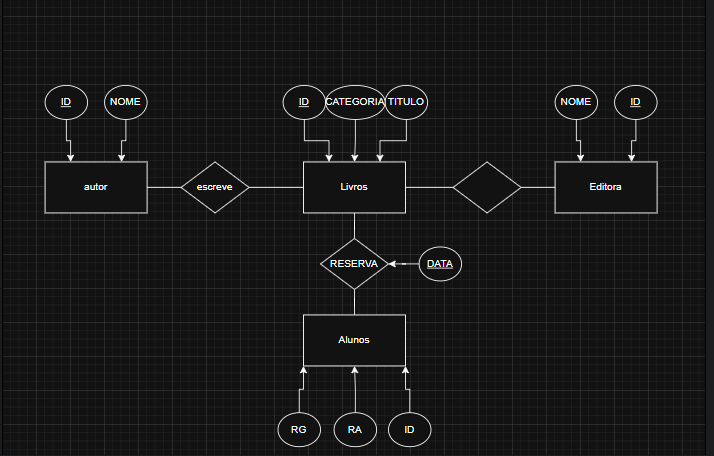 ID
NOME
ID
CATEGORIA
TITULO
NOME
ID
autor
escreve
Livros
Editora
RESERVA
DATA
Alunos
RG
RA
ID